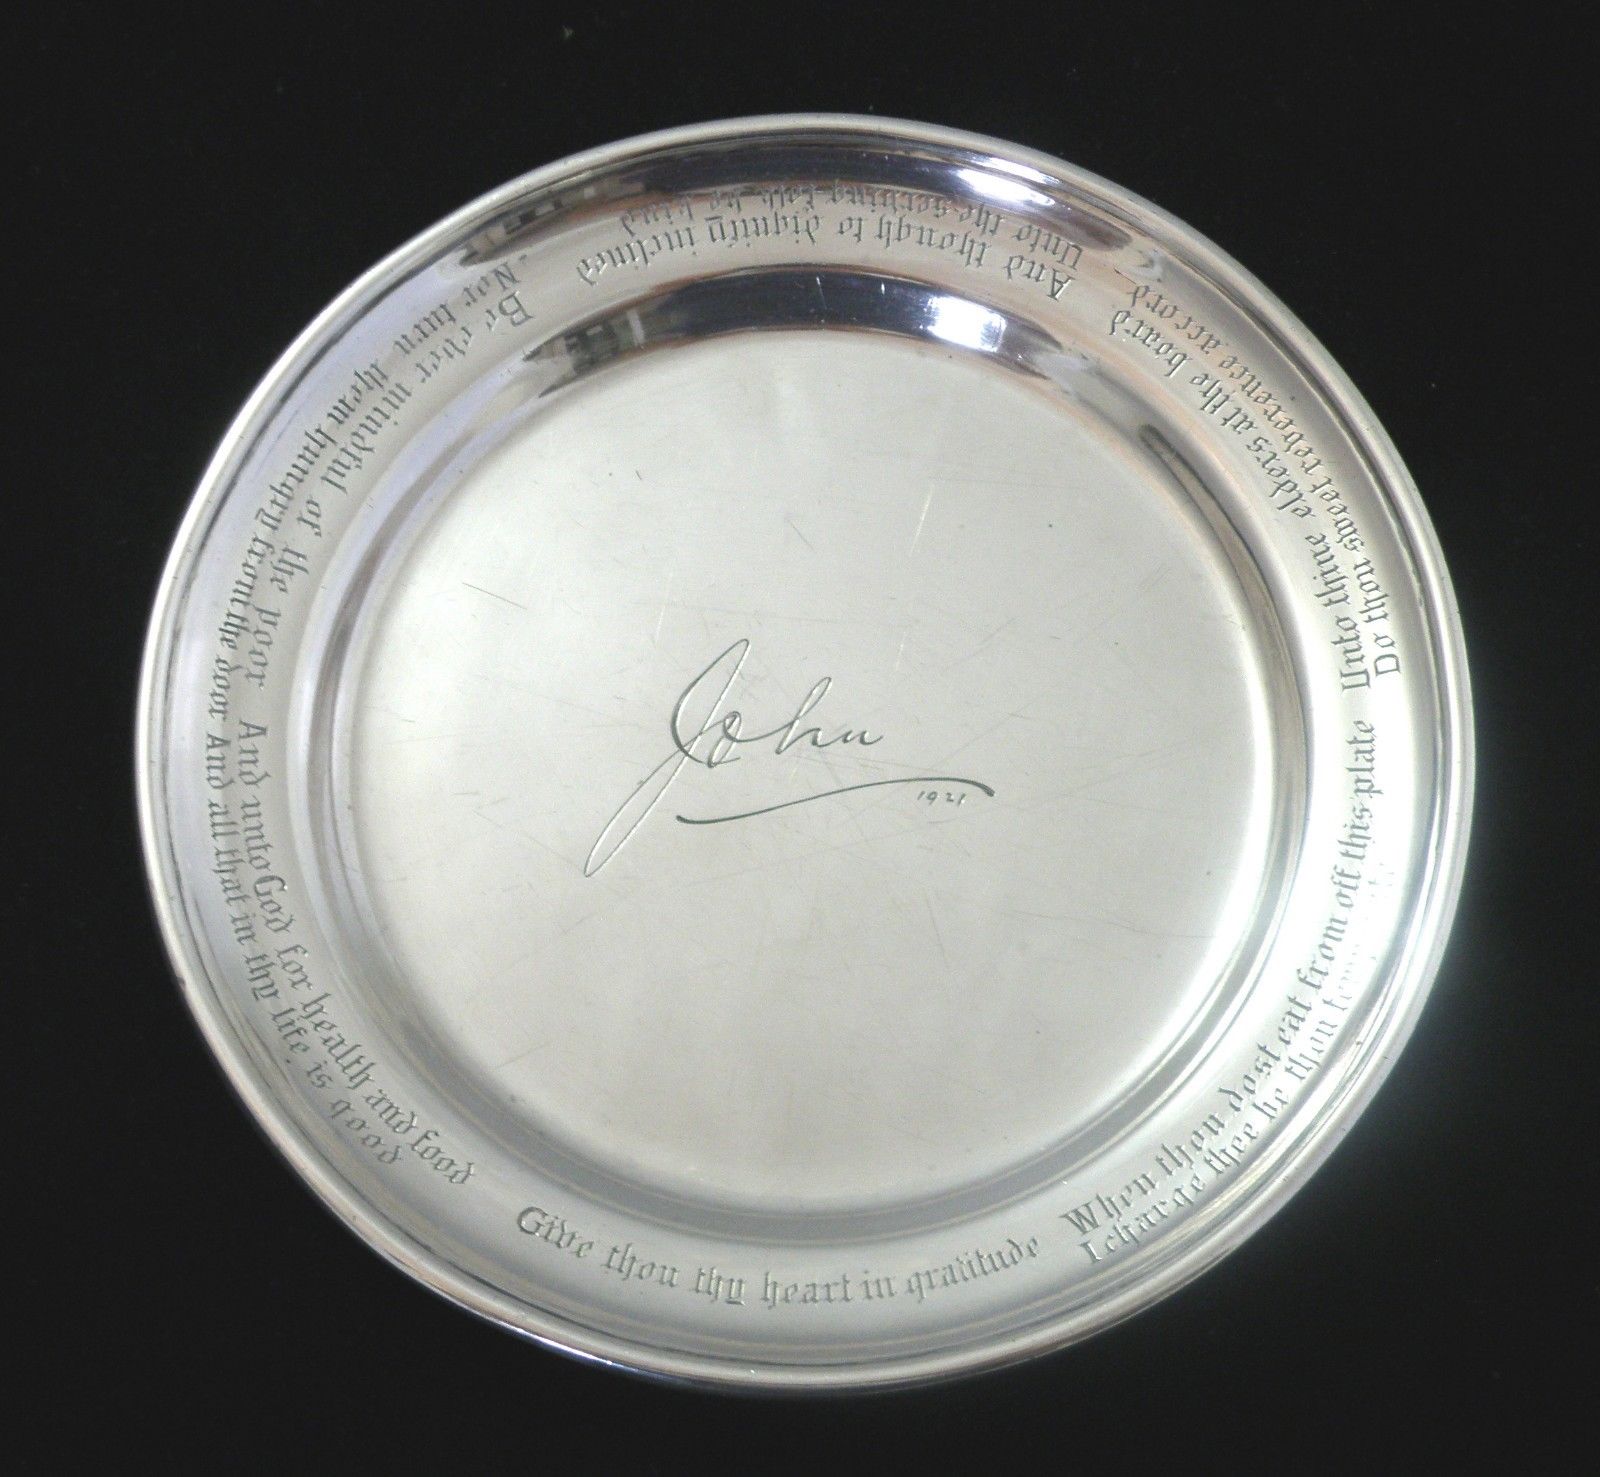 When thou dost eat from off this plate
I charge thee be thou
Unto thine elders at the board
Do thou sweet reverence accord
And though to dignify inclined
Unto the serving folk be kind
Be ever mindful of the poor
Nor turn them hungry from the door
And unto God for health and food
And all that in thy life is good
Give thou thy heart in gratitude
John
1921